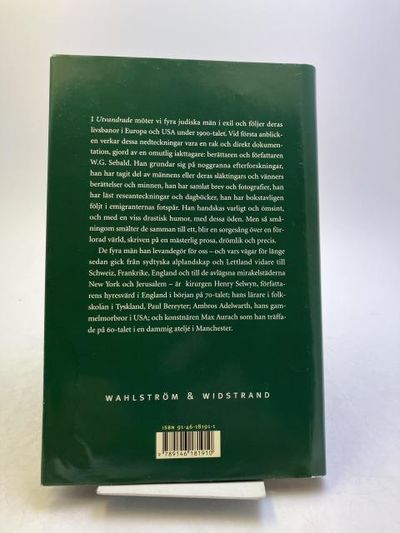 I Utvandrade möter vi fyra judiska män i exil och följer deras
livsbanor i Europa och USA under 1900-talet. Vid första anblick-
en verkar dessa nedteckningar vara en rak och direkt dokumen-
tation, gjord av en omutlig iakttagare: berättaren och författaren
W.G. Sebald. Han grundar sig på noggranna efterforskningar,
han har tagit del av männens eller deras släktingars och vänners
berättelser och minnen, han har samlat brev och fotografier, han
har läst reseanteckningar och dagböcker, han har bokstavligen
följt i emigranternas fotspår. Han handskas varligt och ömsint,
och med en viss drastisk humor, med dessa öden. Men så små-
ningom smälter de samman till ett, blir en sorgesång över en för-
lorad värld, skriven på en mästerlig prosa, drömlik och precis.
De fyra män han levandegör för oss – och vars vägar för länge
sedan gick från sydtyska alplandskap och Lettland vidare till
Schweiz, Frankrike, England och till de avlägsna mirakelstäderna
New York och Jerusalem – är kirurgen Henry Selwyn, författa-
rens hyresvärd i England i början på 70-talet; hans lärare i folk-
skolan i Tyskland, Paul Bereyter; Ambros Adelwarth, hans gam-
melmorbror i USA; och konstnären Max Aurach som han träffa-
de på 60-talet i en dammig ateljé i Manchester.
WAHLSTRÖM & WIDSTRAND
ISBN 91-46-18191-1
9 789146 181910